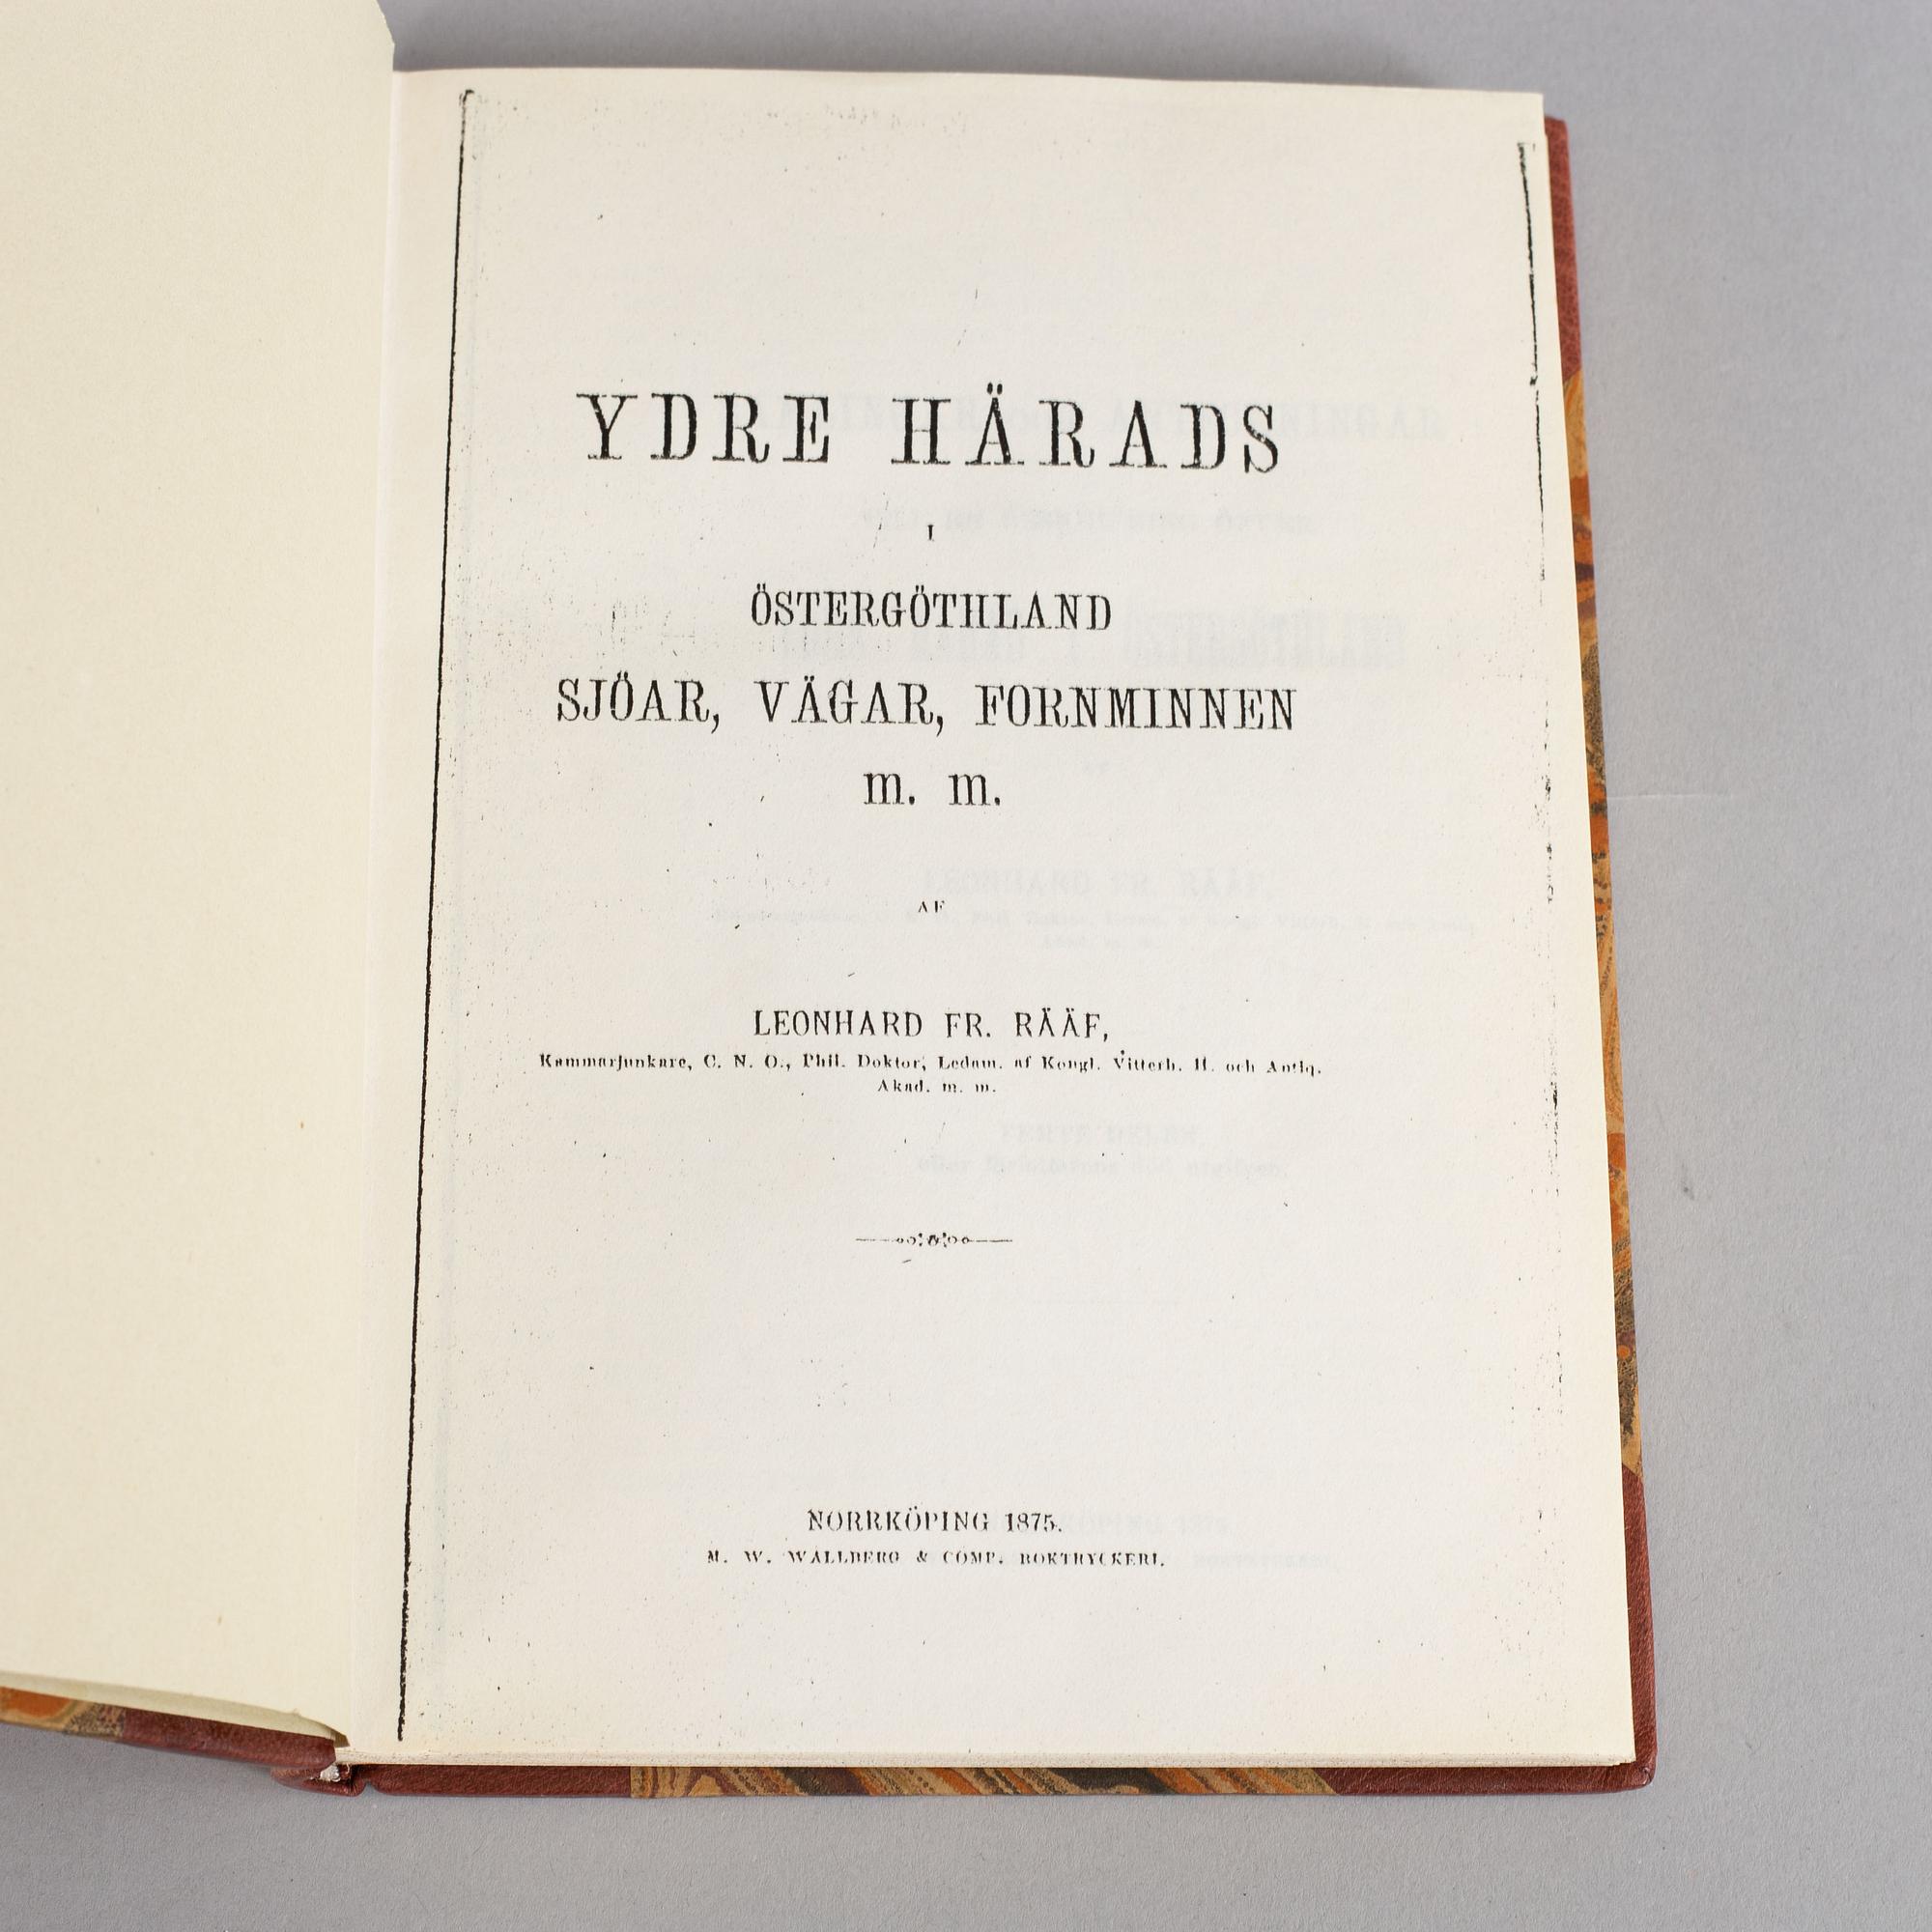 YDRE HÄRADS
I
ÖSTERGÖTHLAND
SJÖAR, VÄGAR, FORNMINNEN
m. m.
AF
LEONHARD FR. RÄÄF,
Kammarjunkare, C. N. O., Phil. Doktor, Ledam. af Kongl. Vitterh. H. och Antiq.
Akad. m. m.
NORRKÖPING 1875.
M. W. WALLBERG & COMP. BOKTRYCKERI.